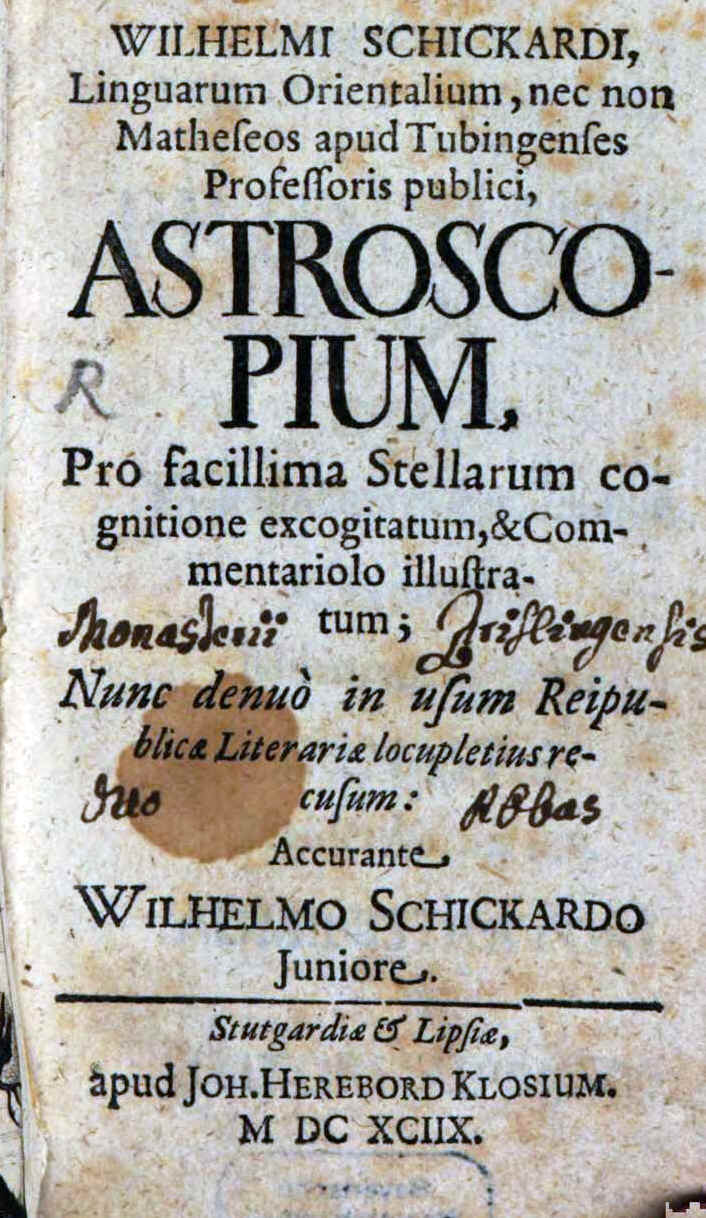 WILHELMI SCHICKARDI,
Linguarum Orientalium, nec non
Matheſeos apud Tubingenſes
Profeſſoris publici,
ASTROSCO-
PIUM,
R
Pro facillima Stellarum co-
gnitione excogitatum, & Com-
mentariolo illuſtra-
Monasterii tum;
Nunc denuò in uſum Reipu-
blicæ Literariæ locupletius re-
cuſum: Abbas
Accurante
WILHELMO SCHICKARDO
Juniore.
Stutgardiæ & Lipſiæ,
apud JOH. HEREBORD KLOSIUM.
M DC XCIIX.